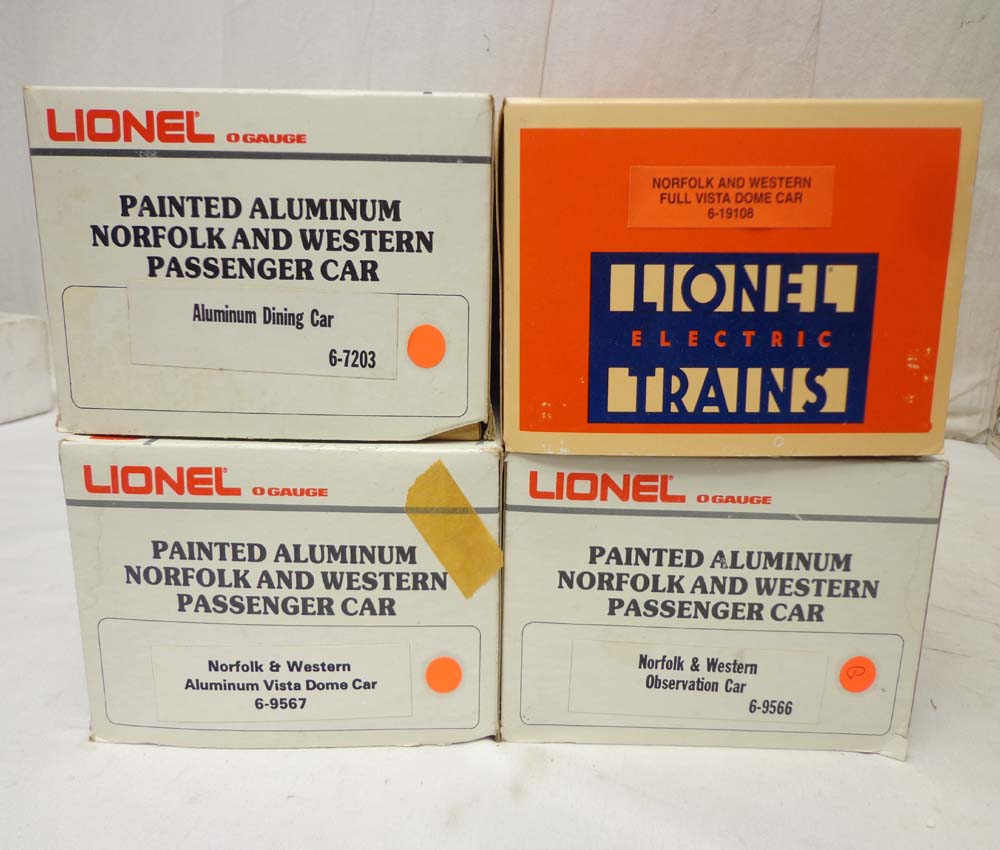 LIONEL O GAUGE
PAINTED ALUMINUM
NORFOLK AND WESTERN
PASSENGER CAR
Aluminum Dining Car
6-7203
NORFOLK AND WESTERN
FULL VISTA DOME CAR
6-19108
LIONEL
ELECTRIC
TRAINS
LIONEL O GAUGE
PAINTED ALUMINUM
NORFOLK AND WESTERN
PASSENGER CAR
Norfolk & Western
Aluminum Vista Dome Car
6-9567
LIONEL O GAUGE
PAINTED ALUMINUM
NORFOLK AND WESTERN
PASSENGER CAR
Norfolk & Western
Observation Car
6-9566
P